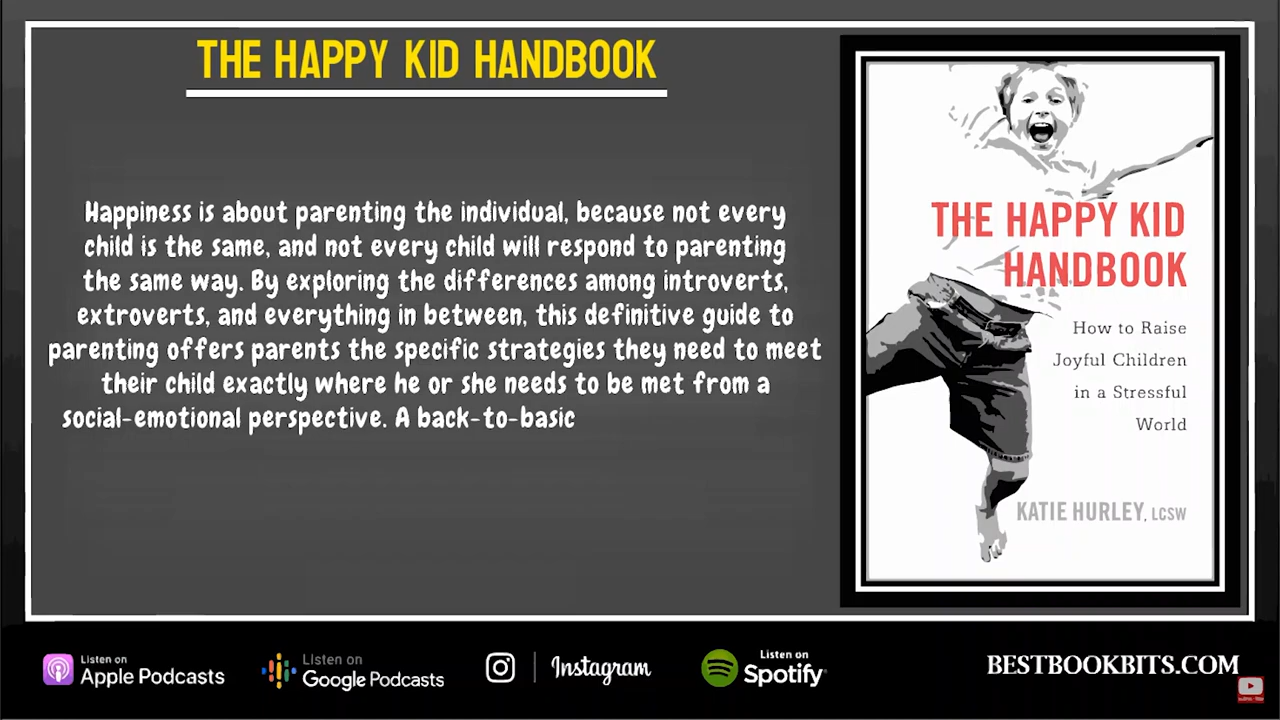 THE HAPPY KID HANDBOOK
Happiness is about parenting the individual, because not every
child is the same, and not every child will respond to parenting
the same way. By exploring the differences among introverts,
extroverts, and everything in between, this definitive guide to
parenting offers parents the specific strategies they need to meet
their child exactly where he or she needs to be met from a
social-emotional perspective. A back-to-basic
THE HAPPY KID
HANDBOOK
How to Raise
Joyful Children
in a Stressful
World
KATIE HURLEY, LCSW
Listen on
Apple Podcasts
Listen on
Google Podcasts
Instagram
Listen on
Spotify
BESTBOOKBITS.COM